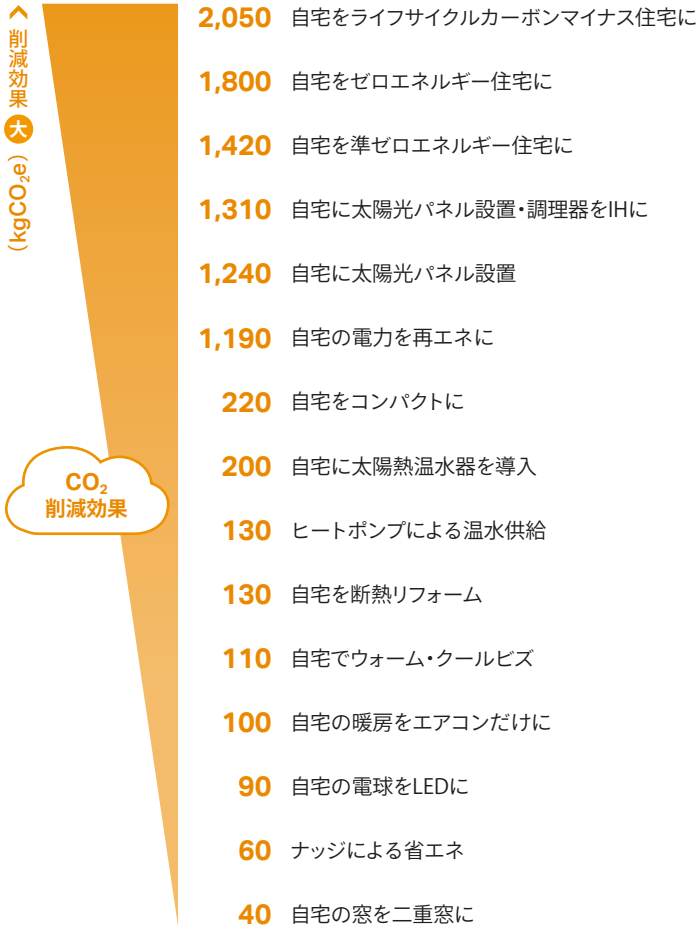 削減効果 大 (kgCO₂e)
2,050 自宅をライフサイクルカーボンマイナス住宅に
1,800 自宅をゼロエネルギー住宅に
1,420 自宅を準ゼロエネルギー住宅に
1,310 自宅に太陽光パネル設置・調理器をIHに
1,240 自宅に太陽光パネル設置
1,190 自宅の電力を再エネに
220 自宅をコンパクトに
200 自宅に太陽熱温水器を導入
CO₂
削減効果
130 ヒートポンプによる温水供給
130 自宅を断熱リフォーム
110 自宅でウォーム・クールビズ
100 自宅の暖房をエアコンだけに
90 自宅の電球をLEDに
60 ナッジによる省エネ
40 自宅の窓を二重窓に